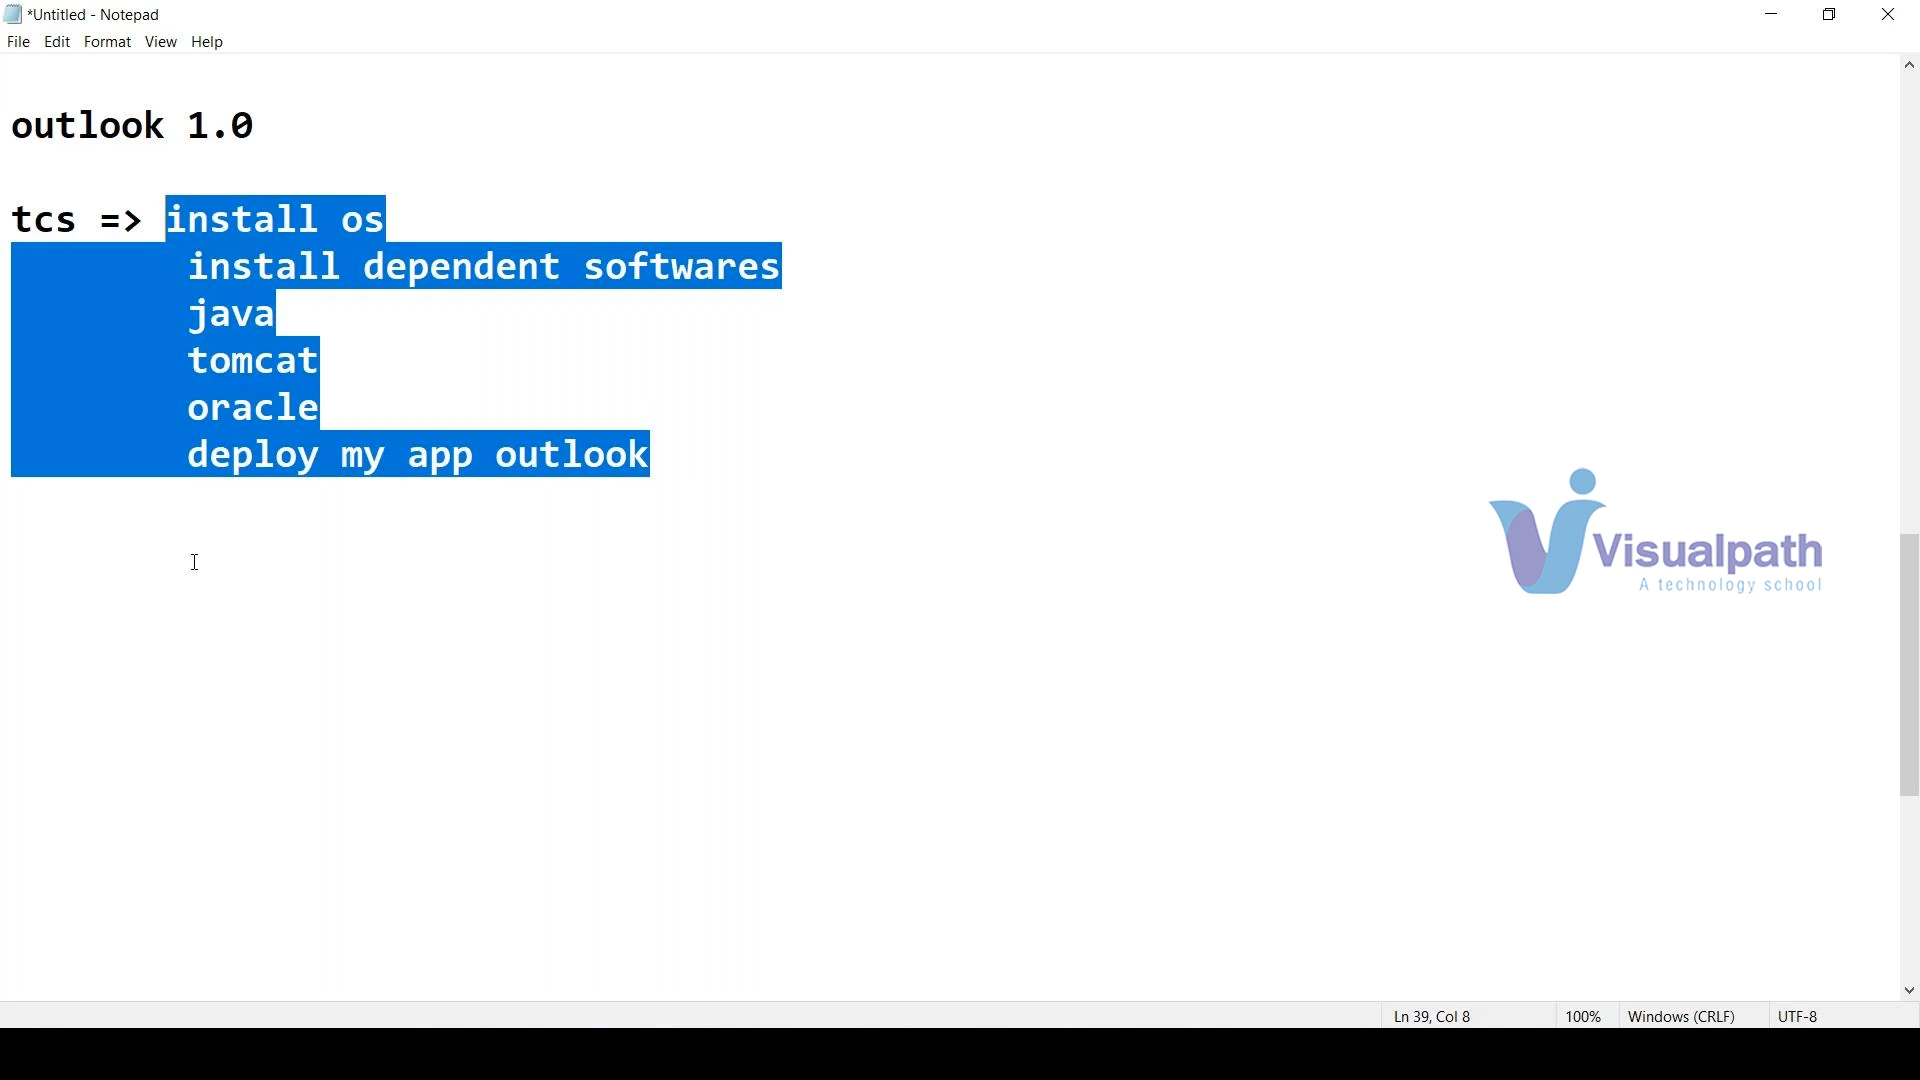 *Untitled - Notepad
File Edit Format View Help
outlook 1.0
tcs => install os
install dependent softwares
java
tomcat
oracle
deploy my app outlook
Visualpath
A technology school
Ln 39, Col 8 100% Windows (CRLF) UTF-8